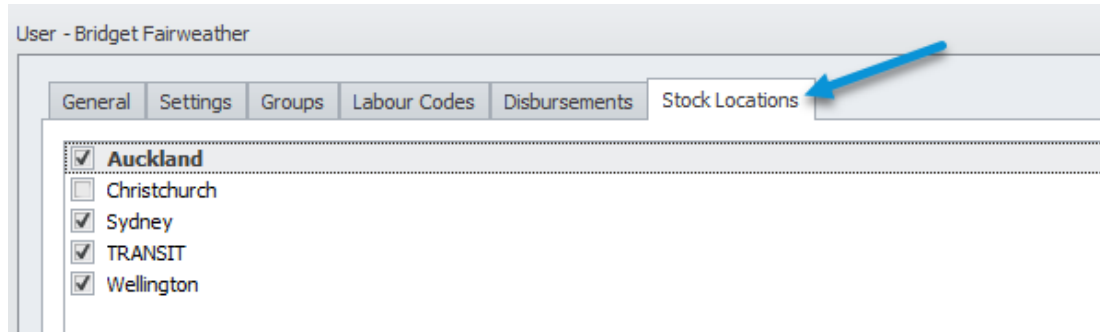 User - Bridget Fairweather
General Settings Groups Labour Codes Disbursements Stock Locations
Auckland
Christchurch
Sydney
TRANSIT
Wellington